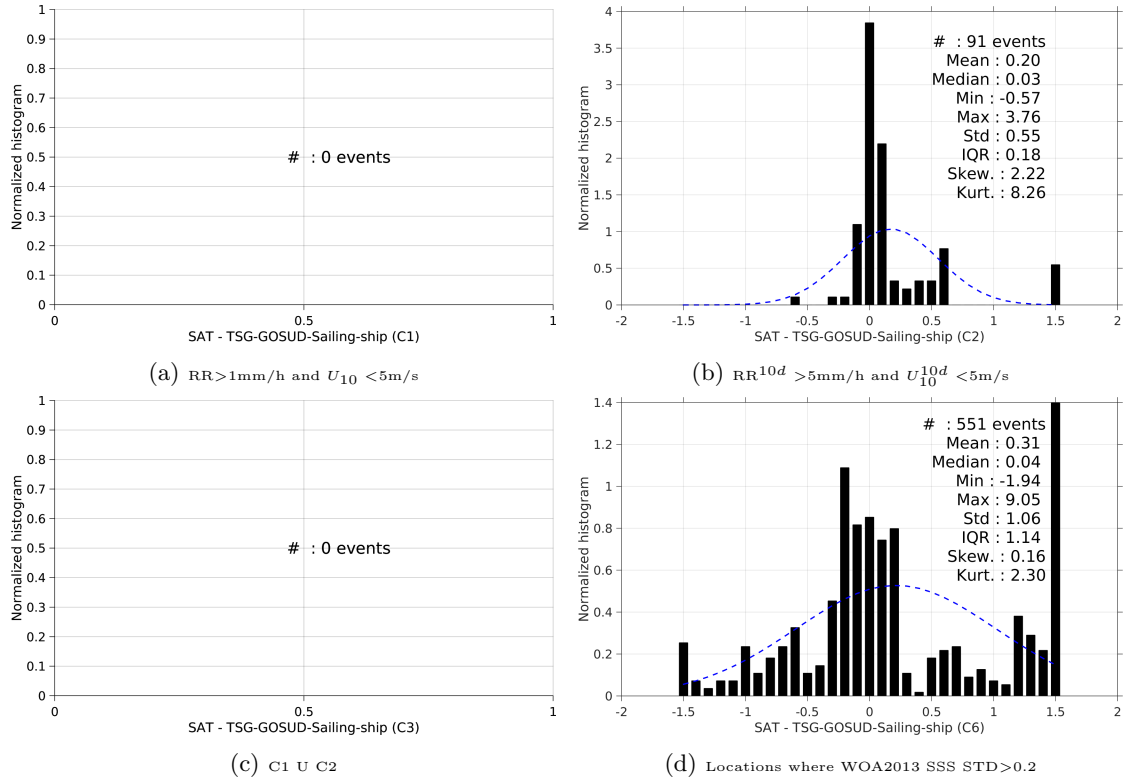 1
0.9
0.8
0.7
0.6
0.5
0.4
0.3
0.2
0.1
0
Normalized histogram
# : 0 events
0 0.5 1
SAT - TSG-GOSUD-Sailing-ship (C1)
(a) RR>1mm/h and U10 <5m/s
4
3.5
3
2.5
2
1.5
1
0.5
0
Normalized histogram
# : 91 events
Mean : 0.20
Median : 0.03
Min : -0.57
Max : 3.76
Std : 0.55
IQR : 0.18
Skew. : 2.22
Kurt. : 8.26
-2 -1.5 -1 -0.5 0 0.5 1 1.5 2
SAT - TSG-GOSUD-Sailing-ship (C2)
(b) RR10d >5mm/h and U10d10 <5m/s
1
0.9
0.8
0.7
0.6
0.5
0.4
0.3
0.2
0.1
0
Normalized histogram
# : 0 events
0 0.5 1
SAT - TSG-GOSUD-Sailing-ship (C3)
(c) C1 U C2
1.4
1.2
1
0.8
0.6
0.4
0.2
0
Normalized histogram
# : 551 events
Mean : 0.31
Median : 0.04
Min : -1.94
Max : 9.05
Std : 1.06
IQR : 1.14
Skew. : 0.16
Kurt. : 2.30
-2 -1.5 -1 -0.5 0 0.5 1 1.5 2
SAT - TSG-GOSUD-Sailing-ship (C6)
(d) Locations where WOA2013 SSS STD>0.2